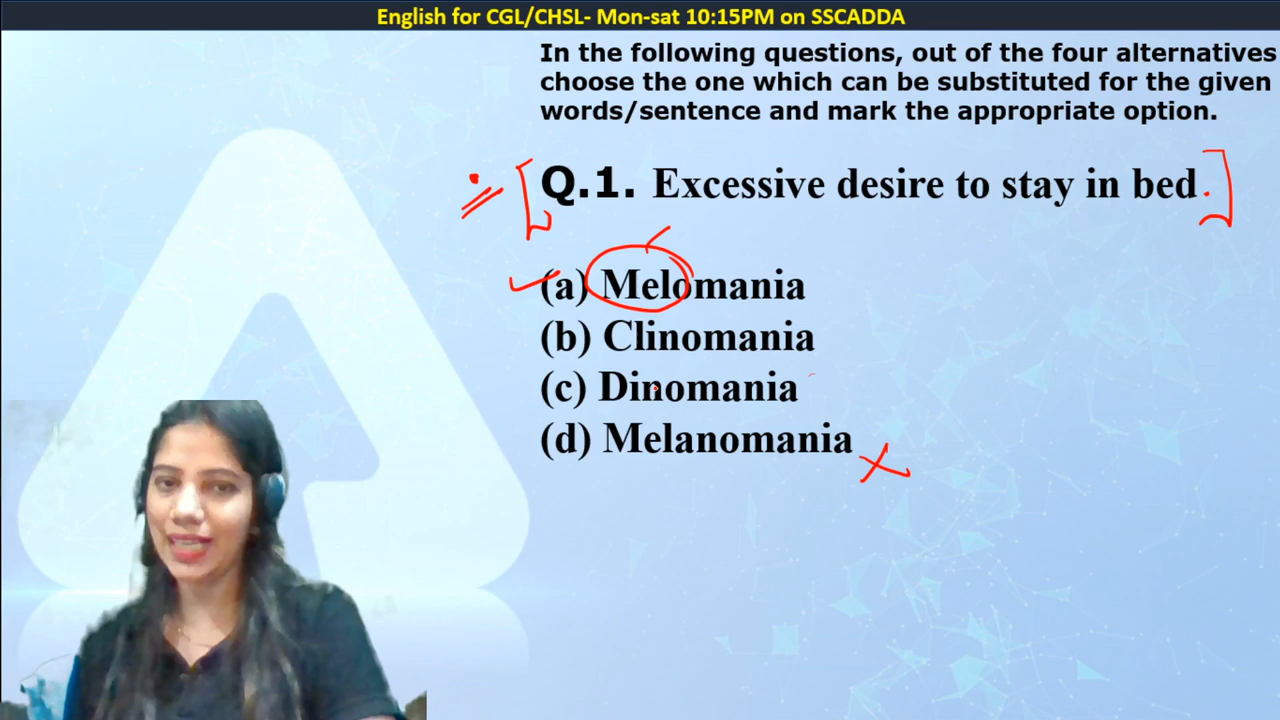 English for CGL/CHSL- Mon-sat 10:15PM on SSCADDA
In the following questions, out of the four alternatives
choose the one which can be substituted for the given
words/sentence and mark the appropriate option.
Q.1. Excessive desire to stay in bed.
(a) Melomania
(b) Clinomania
(c) Dinomania
(d) Melanomania